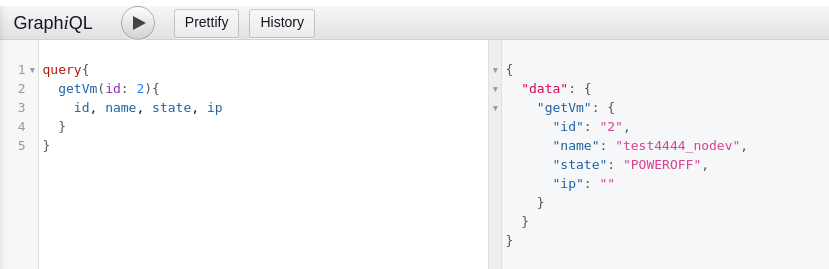 GraphiQL Prettify History
1 query{
2   getVm(id: 2){
3     id, name, state, ip
4   }
5 }
{
  "data": {
    "getVm": {
      "id": "2",
      "name": "test4444_nodev",
      "state": "POWEROFF",
      "ip": ""
    }
  }
}